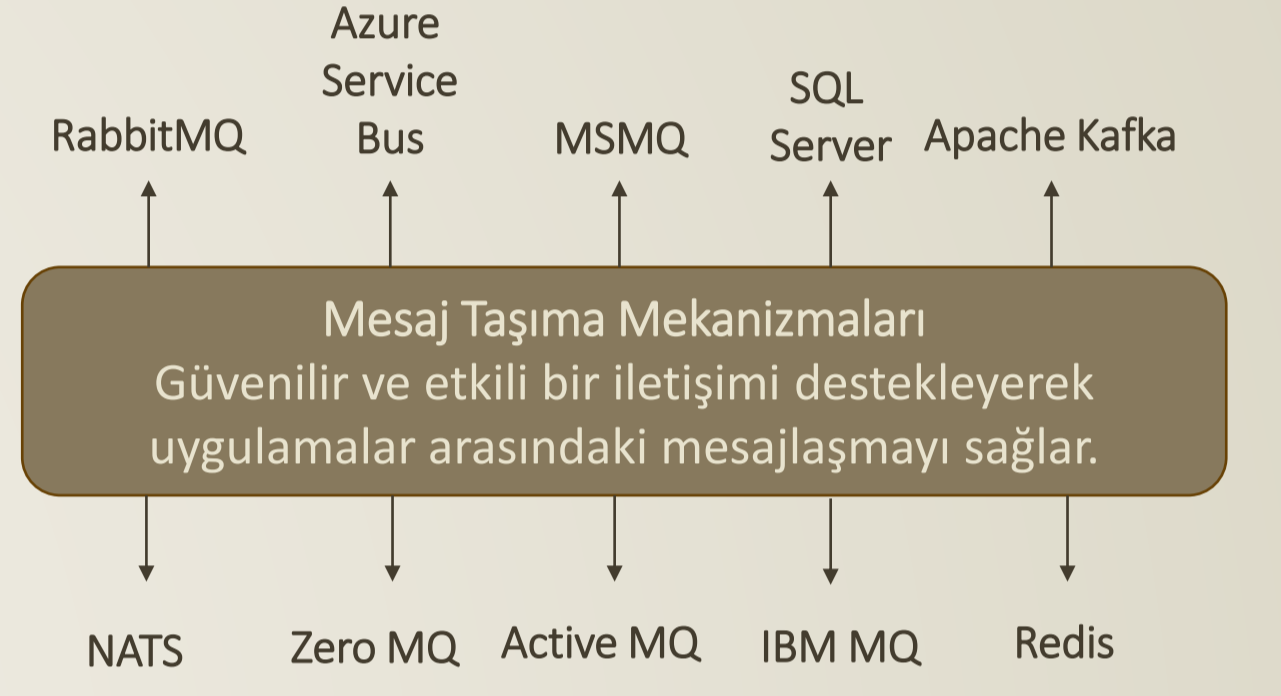 Azure
Service
Bus
RabbitMQ
MSMQ
SQL
Server
Apache Kafka
Mesaj Taşıma Mekanizmaları
Güvenilir ve etkili bir iletişimi destekleyerek
uygulamalar arasındaki mesajlaşmayı sağlar.
NATS
Zero MQ
Active MQ
IBM MQ
Redis